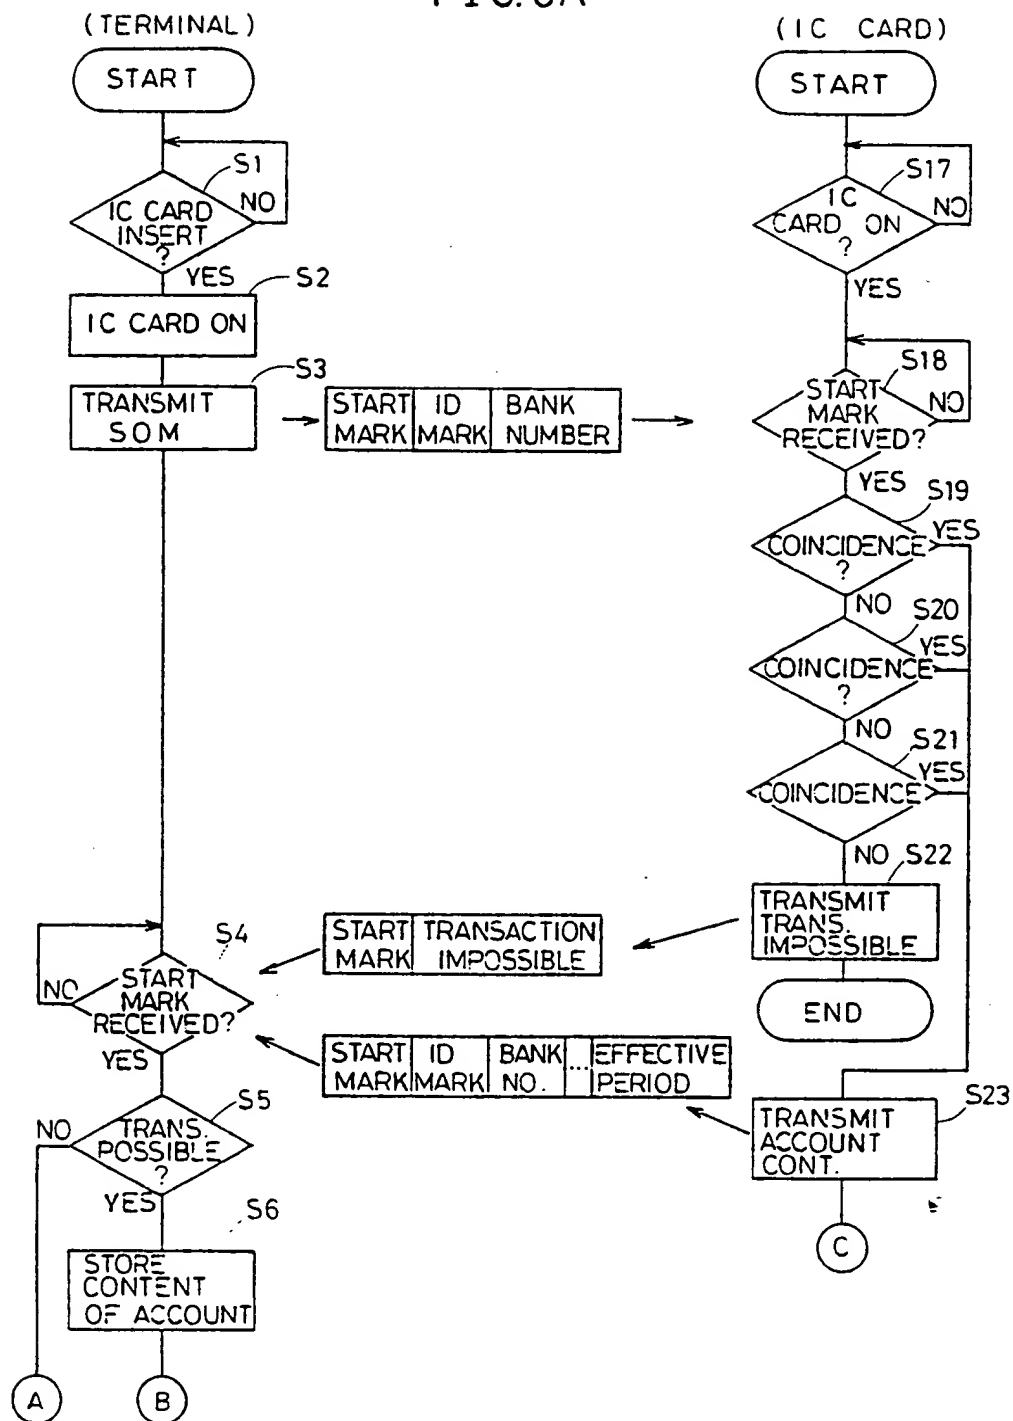 FIG. 6A
(TERMINAL)
START
S1
IC CARD
INSERT
?
NO
YES
S2
IC CARD ON
S3
TRANSMIT
SOM
START
MARK
ID
MARK
BANK
NUMBER
S4
START
MARK
RECEIVED?
NO
YES
S5
TRANS.
POSSIBLE
?
NO
YES
S6
STORE
CONTENT
OF ACCOUNT
A
B
START
MARK
TRANSACTION
IMPOSSIBLE
START
MARK
ID
MARK
BANK
NO.
...
EFFECTIVE
PERIOD
(IC CARD)
START
S17
IC
CARD ON
?
NO
YES
S18
START
MARK
RECEIVED?
NO
YES
S19
COINCIDENCE
?
YES
NO
S20
COINCIDENCE
?
YES
NO
S21
COINCIDENCE
YES
NO
S22
TRANSMIT
TRANS.
IMPOSSIBLE
END
S23
TRANSMIT
ACCOUNT
CONT.
C